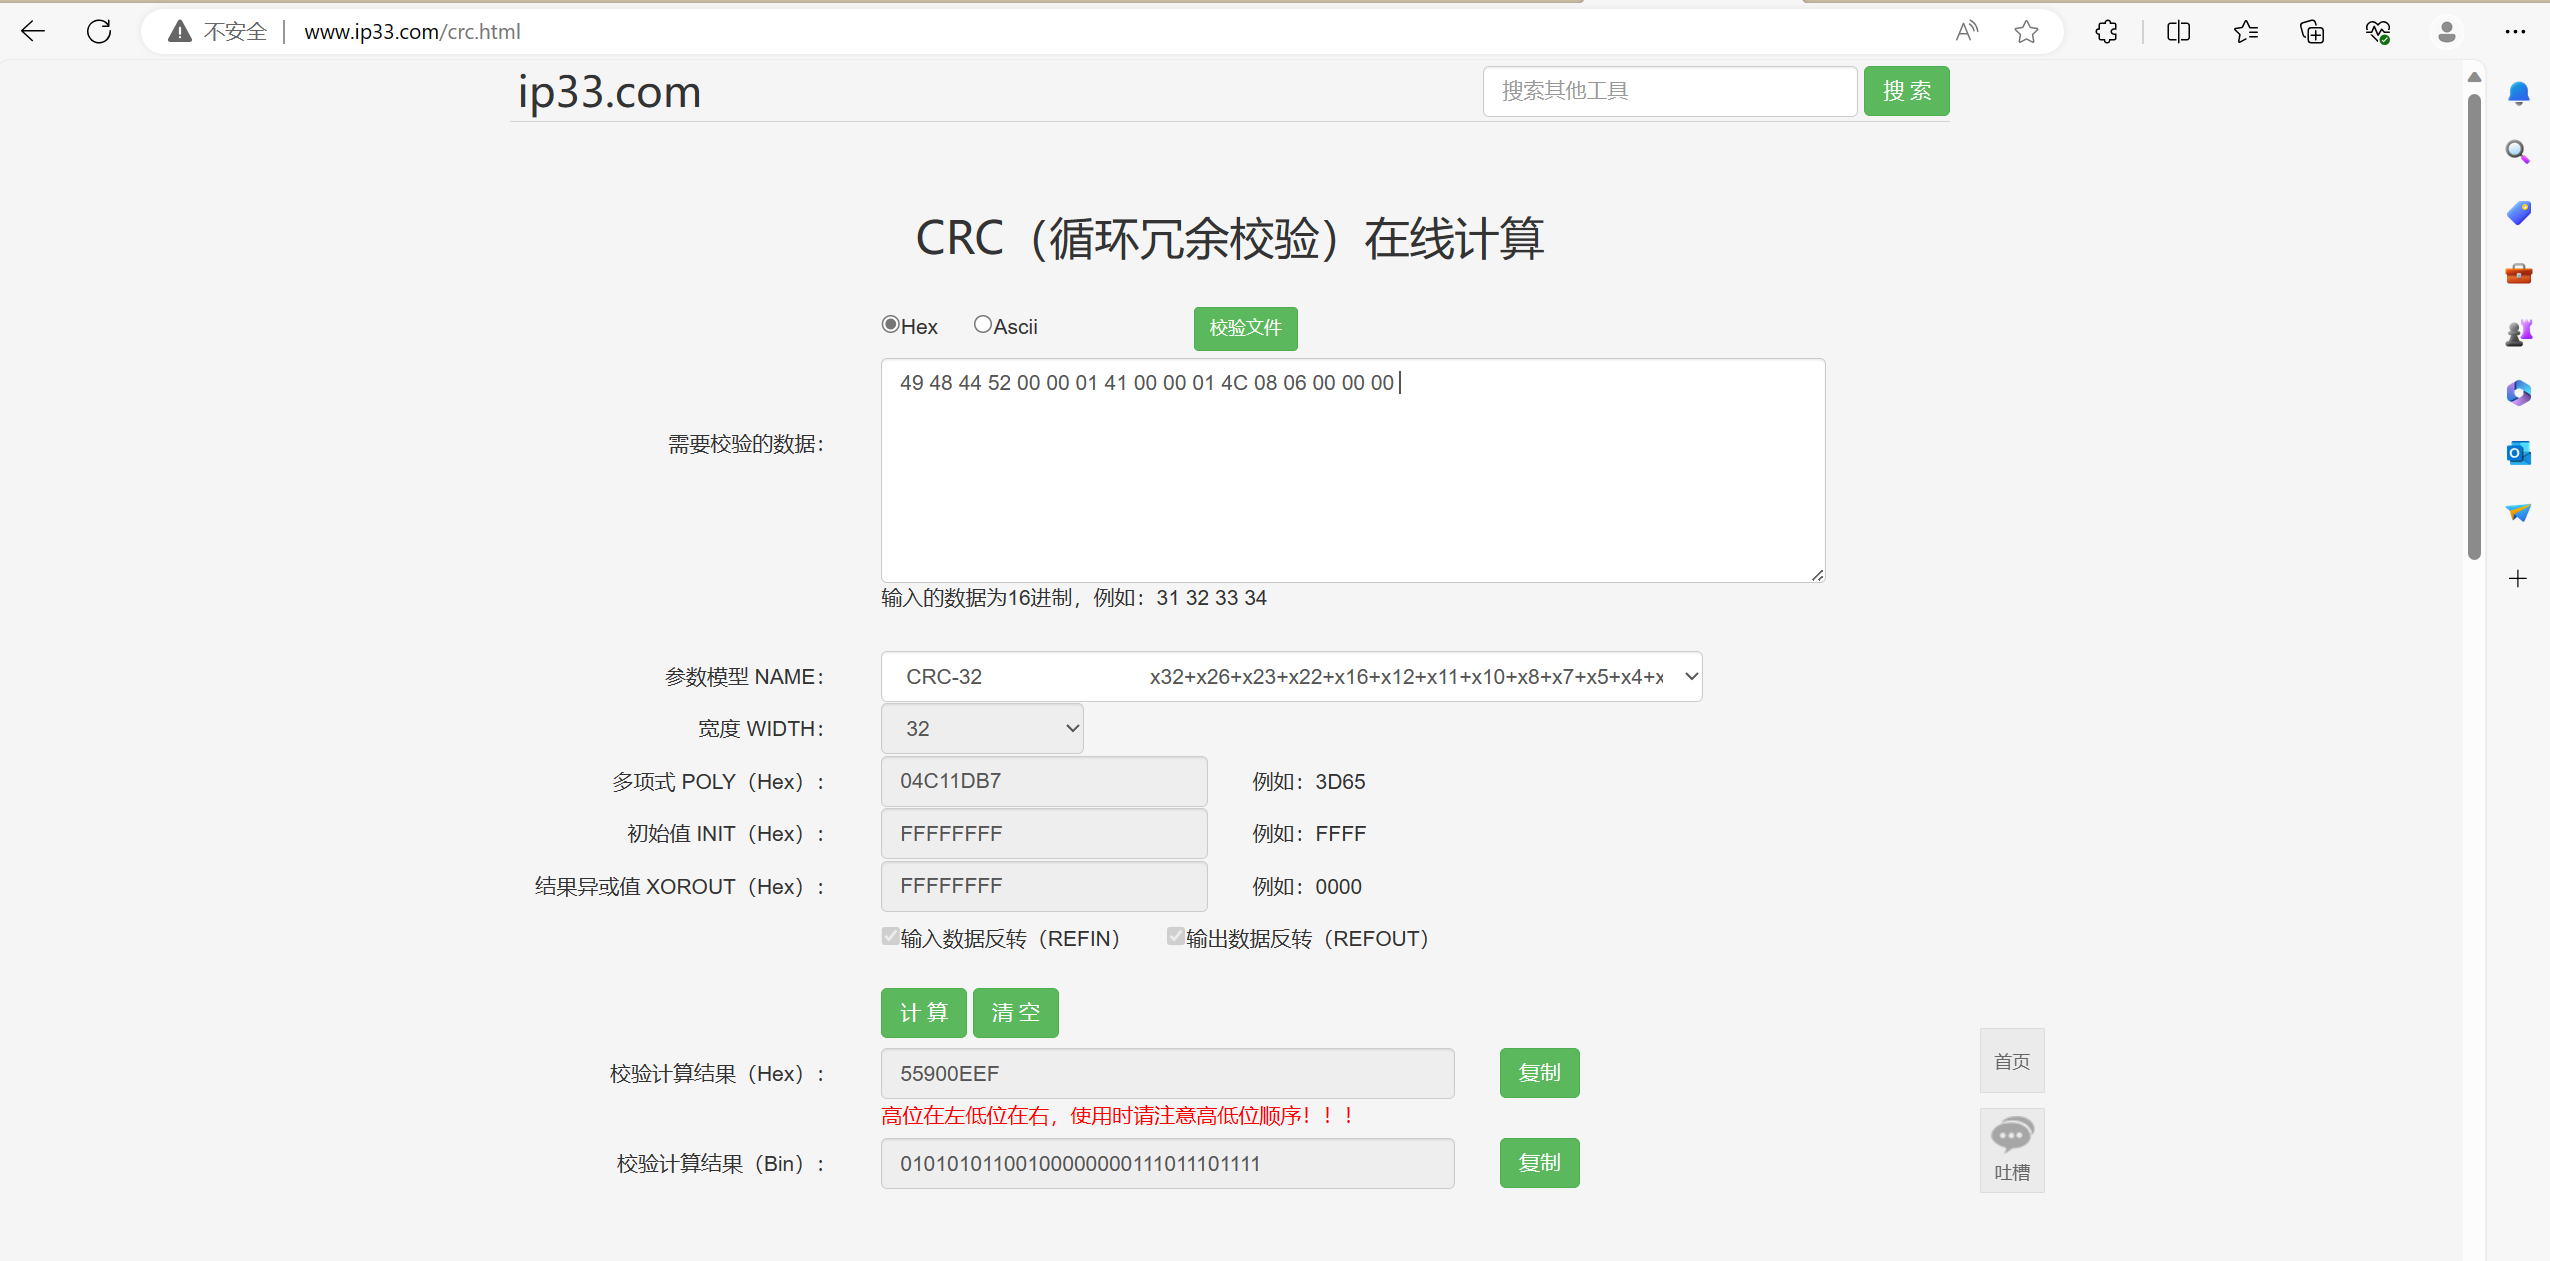 不安全 | www.ip33.com/crc.html
ip33.com
搜索其他工具
搜 索
CRC（循环冗余校验）在线计算
Hex Ascii 校验文件
需要校验的数据：
49 48 44 52 00 00 01 41 00 00 01 4C 08 06 00 00 00
输入的数据为16进制，例如：31 32 33 34
参数模型 NAME： CRC-32 x32+x26+x23+x22+x16+x12+x11+x10+x8+x7+x5+x4+x
宽度 WIDTH： 32
多项式 POLY（Hex）： 04C11DB7 例如：3D65
初始值 INIT（Hex）： FFFFFFFF 例如：FFFF
结果异或值 XOROUT（Hex）： FFFFFFFF 例如：0000
输入数据反转（REFIN） 输出数据反转（REFOUT）
计 算 清 空
校验计算结果（Hex）： 55900EEF 复制
高位在左低位在右，使用时请注意高低位顺序！！！
校验计算结果（Bin）： 01010101100100000000111011101111 复制
首页
吐槽